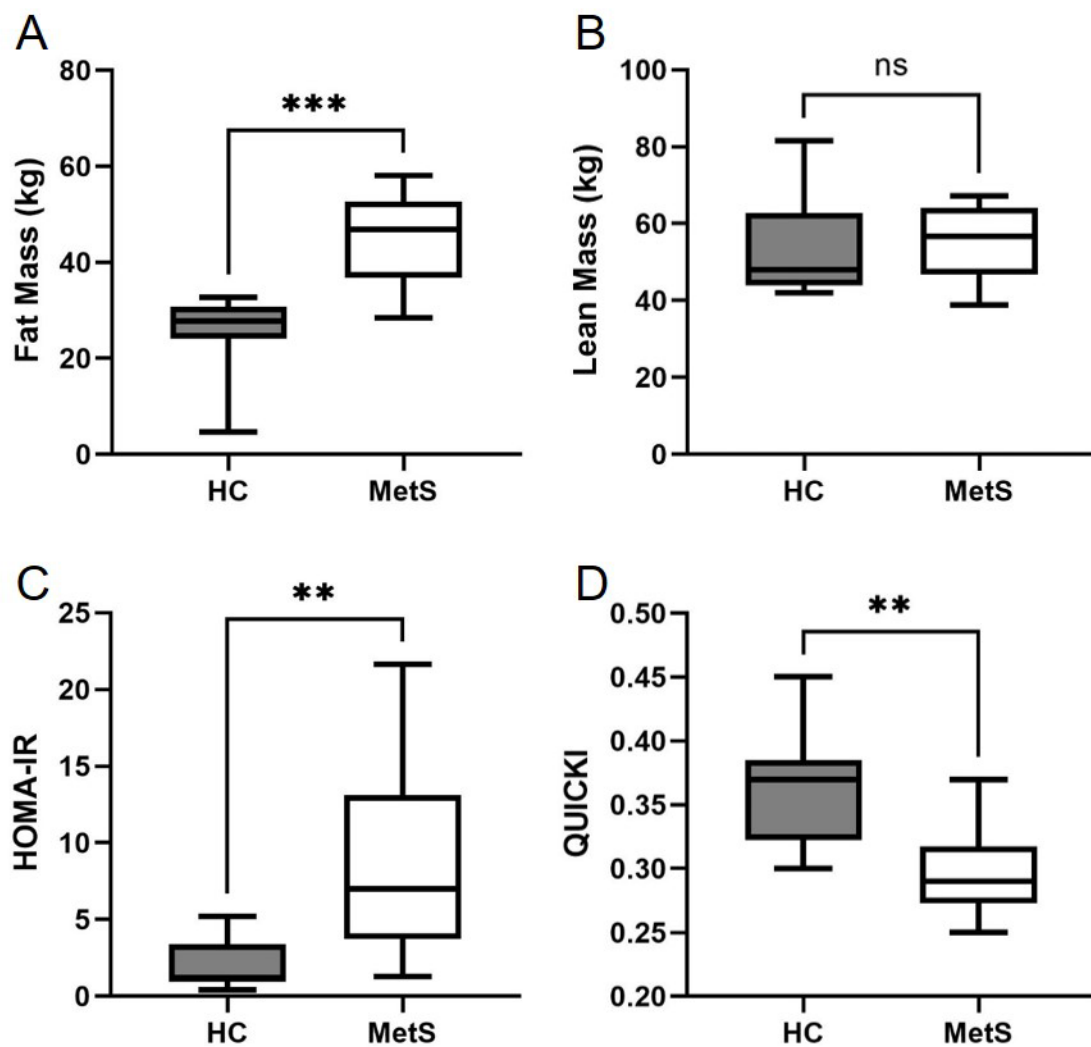 A
Fat Mass (kg)
80
60
40
20
0
***
HC
MetS
B
Lean Mass (kg)
100
80
60
40
20
0
ns
HC
MetS
C
HOMA-IR
25
20
15
10
5
0
**
HC
MetS
D
QUICKI
0.50
0.45
0.40
0.35
0.30
0.25
0.20
**
HC
MetS